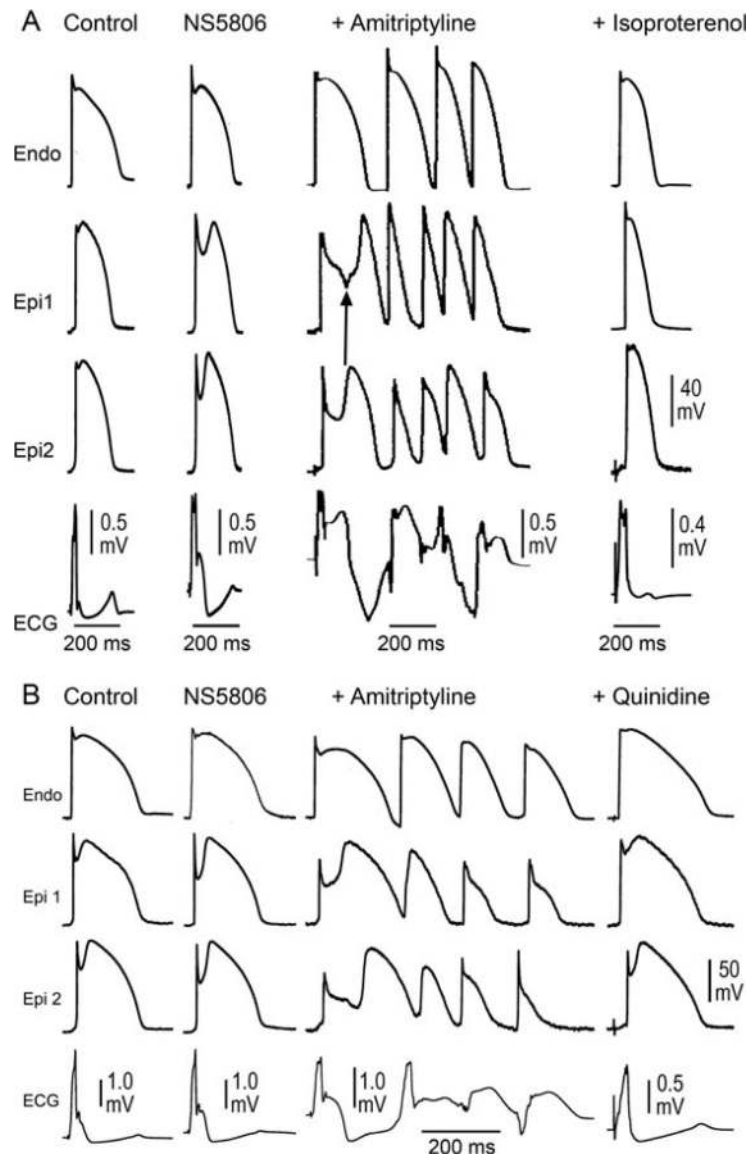 A Control NS5806 + Amitriptyline + Isoproterenol
Endo
Epi1
Epi2
40
mV
0.5
mV
0.5
mV
0.5
mV
0.4
mV
ECG
200 ms 200 ms 200 ms 200 ms
B Control NS5806 + Amitriptyline + Quinidine
Endo
Epi 1
Epi 2
50
mV
ECG
1.0
mV
1.0
mV
1.0
mV
0.5
mV
200 ms